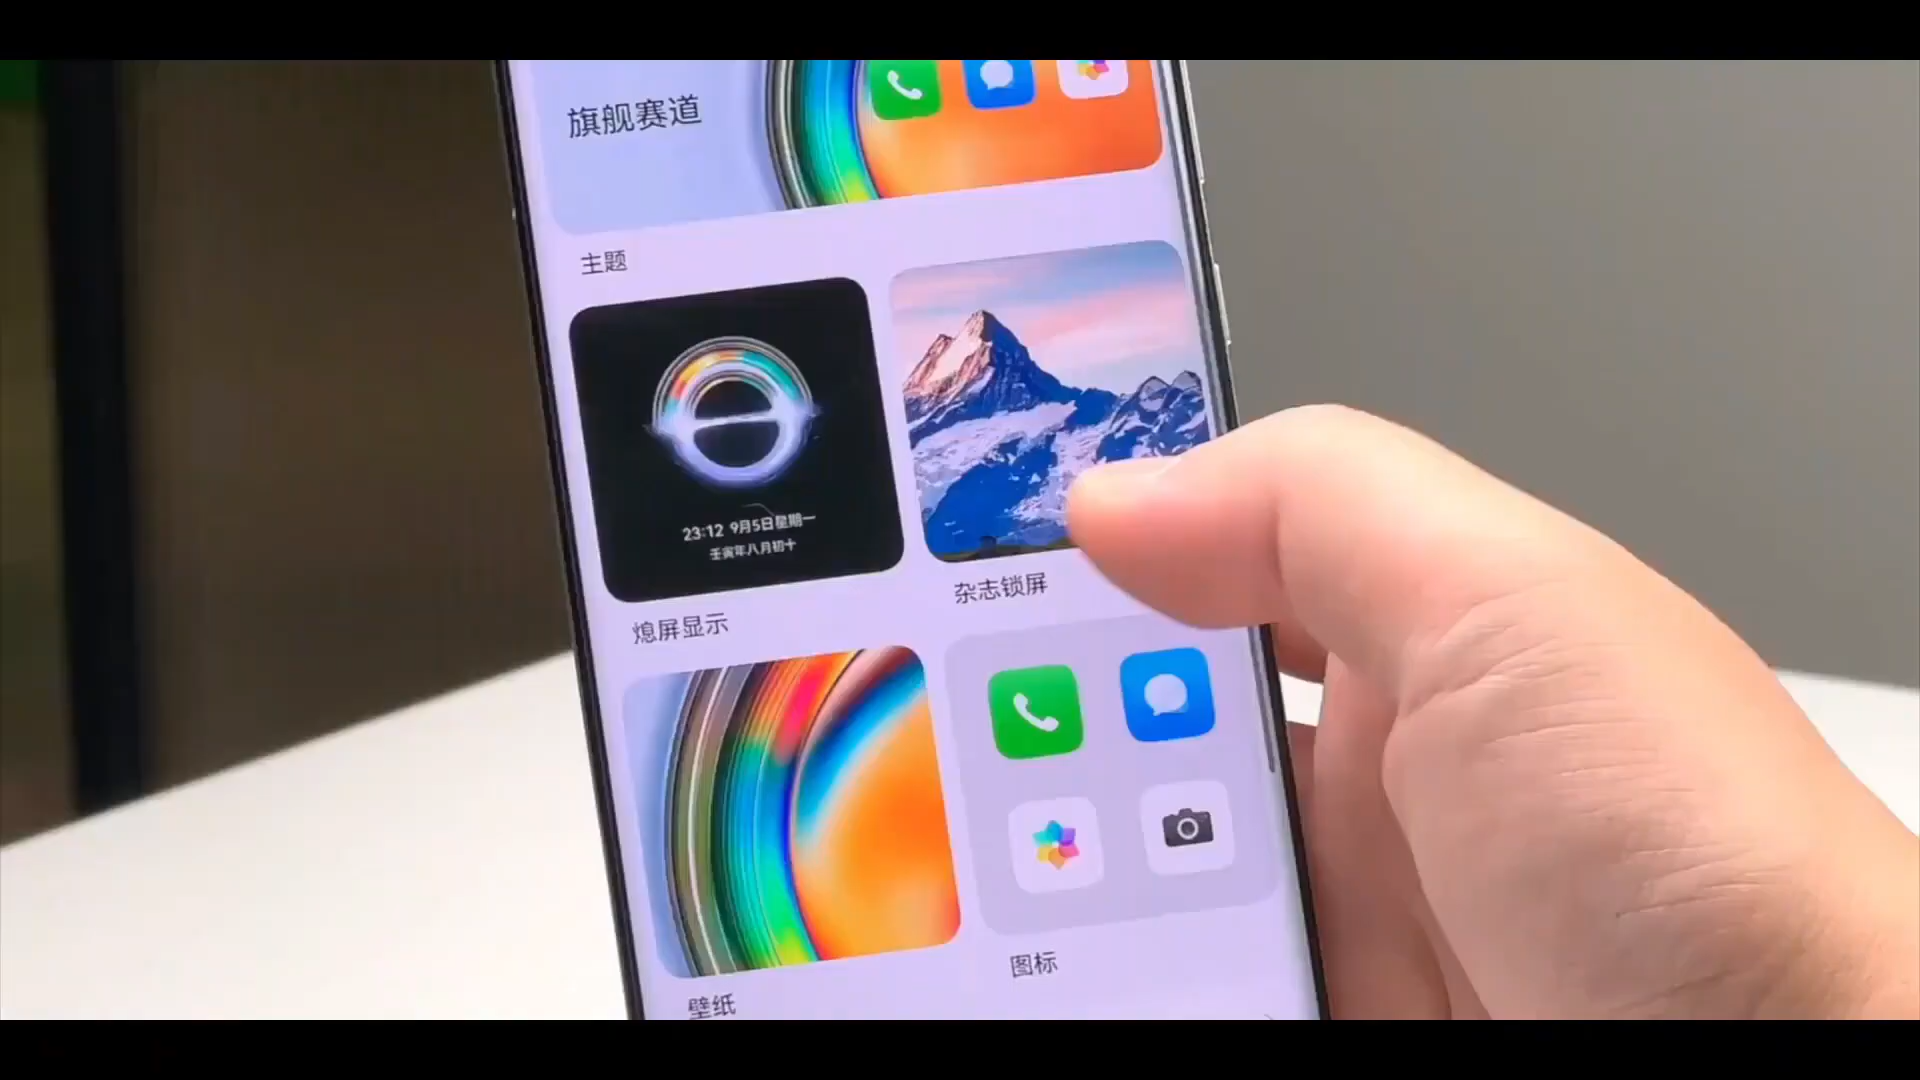 旗舰赛道
主题
23:12 9月5日星期一
壬寅年八月初十
熄屏显示
杂志锁屏
图标
壁纸